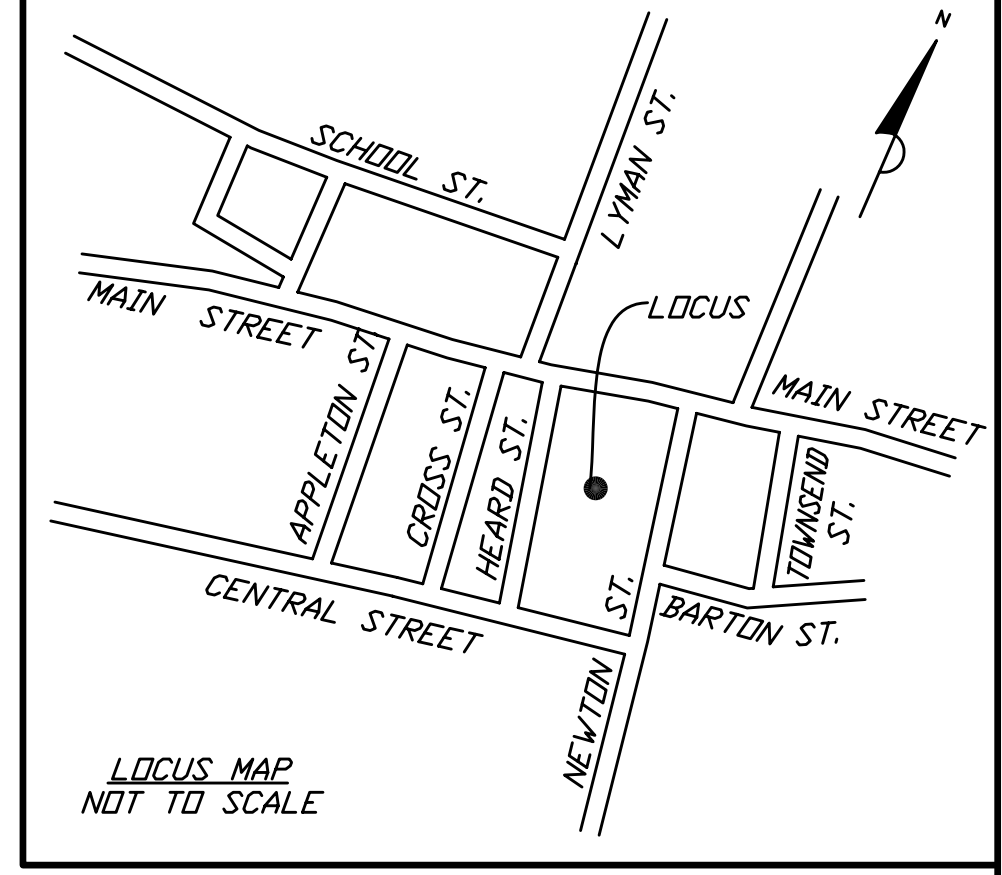 N
SCHOOL ST.
LYMAN ST.
LOCUS
MAIN STREET
MAIN STREET
APPLETON ST.
CROSS ST.
HEARD ST.
TOWNSEND
ST.
CENTRAL STREET
NEWTON ST.
BARTON ST.
LOCUS MAP
NOT TO SCALE